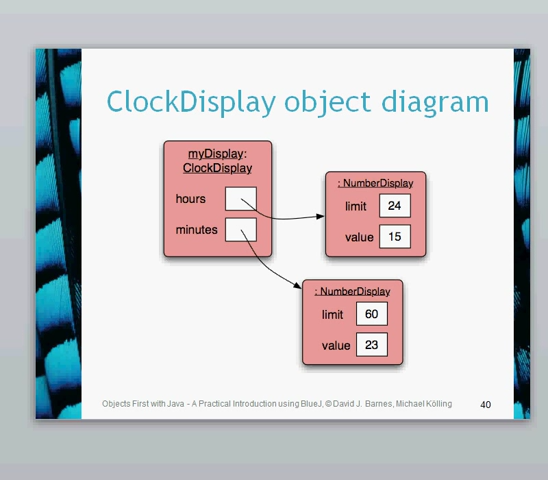 ClockDisplay object diagram
myDisplay:
ClockDisplay
hours
minutes
: NumberDisplay
limit 24
value 15
: NumberDisplay
limit 60
value 23
Objects First with Java - A Practical Introduction using BlueJ, © David J. Barnes, Michael Kölling
40